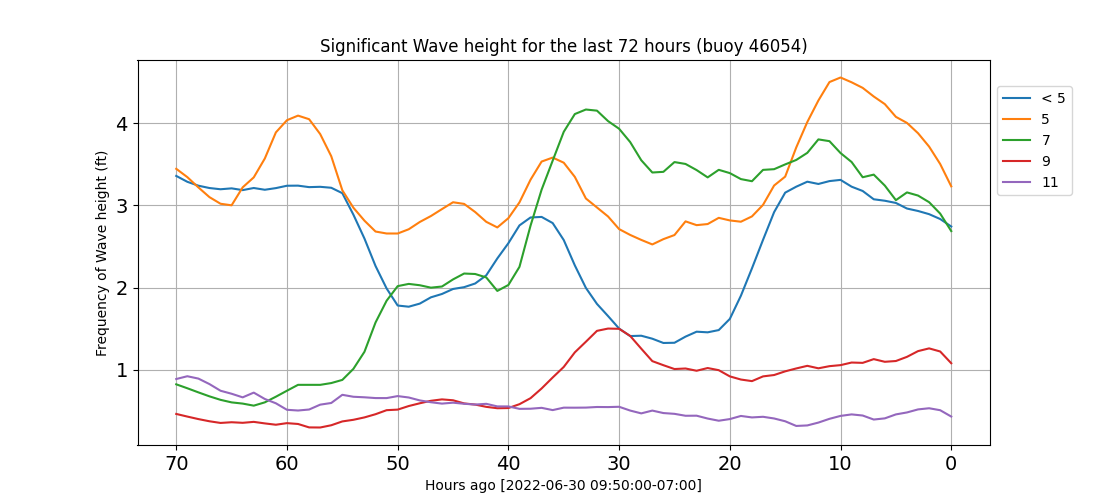 Significant Wave height for the last 72 hours (buoy 46054)
Frequency of Wave height (ft)
4
3
2
1
70 60 50 40 30 20 10 0
Hours ago [2022-06-30 09:50:00-07:00]
< 5
5
7
9
11